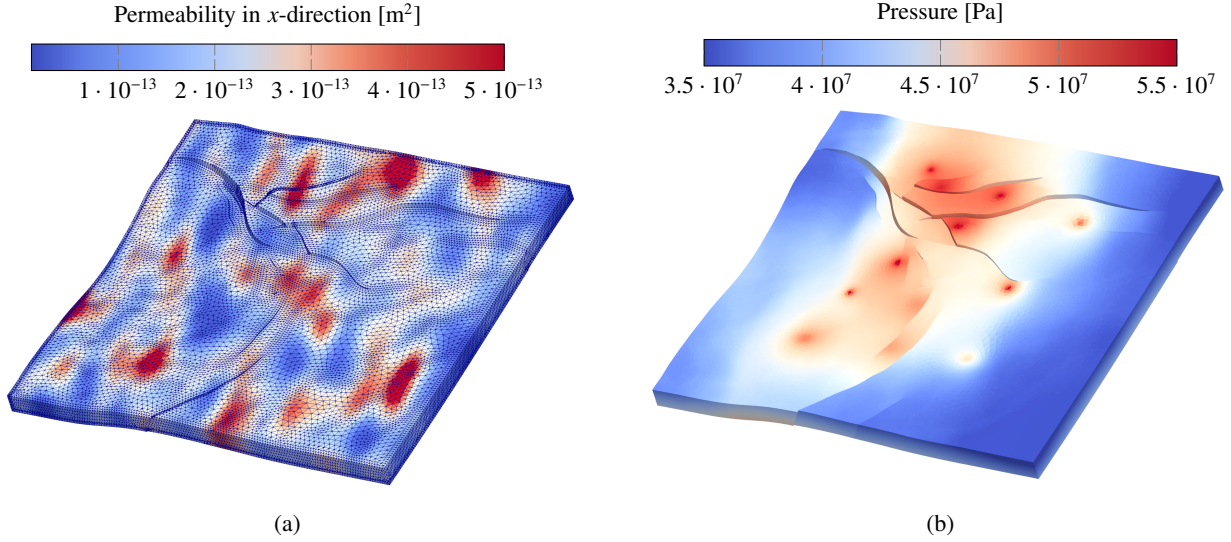 Permeability in x-direction [m²]
1 · 10⁻¹³ 2 · 10⁻¹³ 3 · 10⁻¹³ 4 · 10⁻¹³ 5 · 10⁻¹³
(a)
Pressure [Pa]
3.5 · 10⁷ 4 · 10⁷ 4.5 · 10⁷ 5 · 10⁷ 5.5 · 10⁷
(b)